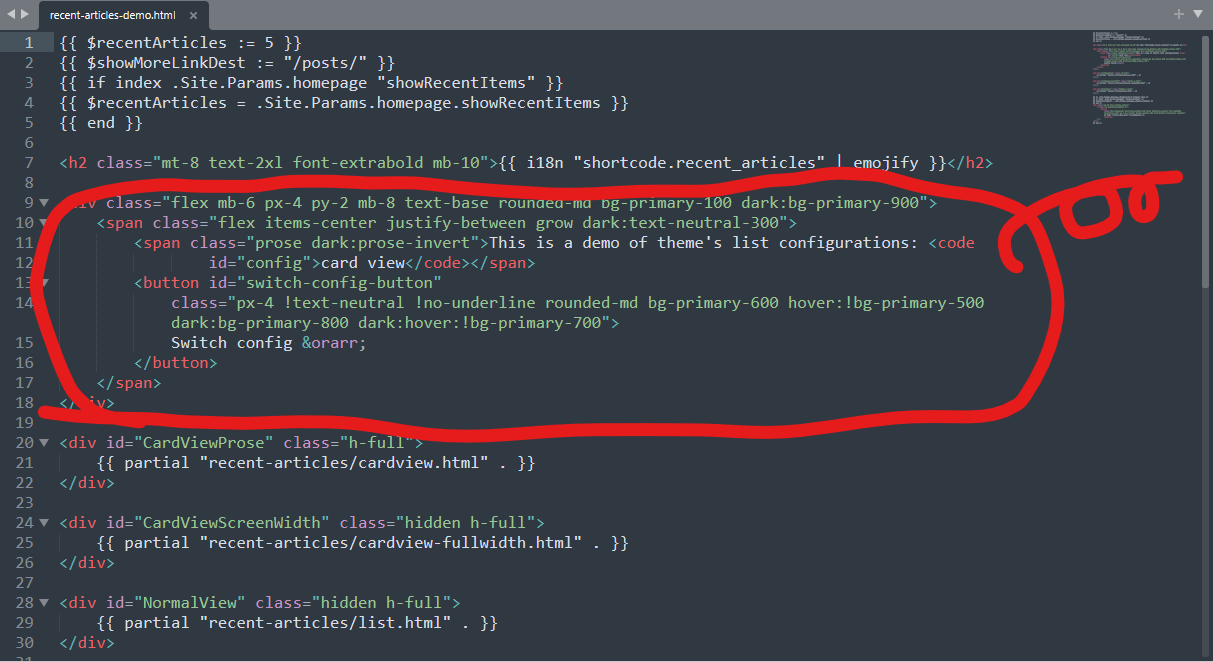 recent-articles-demo.html
1 {{ $recentArticles := 5 }}
2 {{ $showMoreLinkDest := "/posts/" }}
3 {{ if index .Site.Params.homepage "showRecentItems" }}
4 {{ $recentArticles = .Site.Params.homepage.showRecentItems }}
5 {{ end }}
6
7 <h2 class="mt-8 text-2xl font-extrabold mb-10">{{ i18n "shortcode.recent_articles" | emojify }}</h2>
8
9 <div class="flex mb-6 px-4 py-2 mb-8 text-base rounded-md bg-primary-100 dark:bg-primary-900">
10 <span class="flex items-center justify-between grow dark:text-neutral-300">
11 <span class="prose dark:prose-invert">This is a demo of theme's list configurations: <code
12 id="config">card view</code></span>
13 <button id="switch-config-button"
14 class="px-4 !text-neutral !no-underline rounded-md bg-primary-600 hover:!bg-primary-500
dark:bg-primary-800 dark:hover:!bg-primary-700">
15 Switch config &orarr;
16 </button>
17 </span>
18 </div>
19
20 <div id="CardViewProse" class="h-full">
21 {{ partial "recent-articles/cardview.html" . }}
22 </div>
23
24 <div id="CardViewScreenWidth" class="hidden h-full">
25 {{ partial "recent-articles/cardview-fullwidth.html" . }}
26 </div>
27
28 <div id="NormalView" class="hidden h-full">
29 {{ partial "recent-articles/list.html" . }}
30 </div>
31